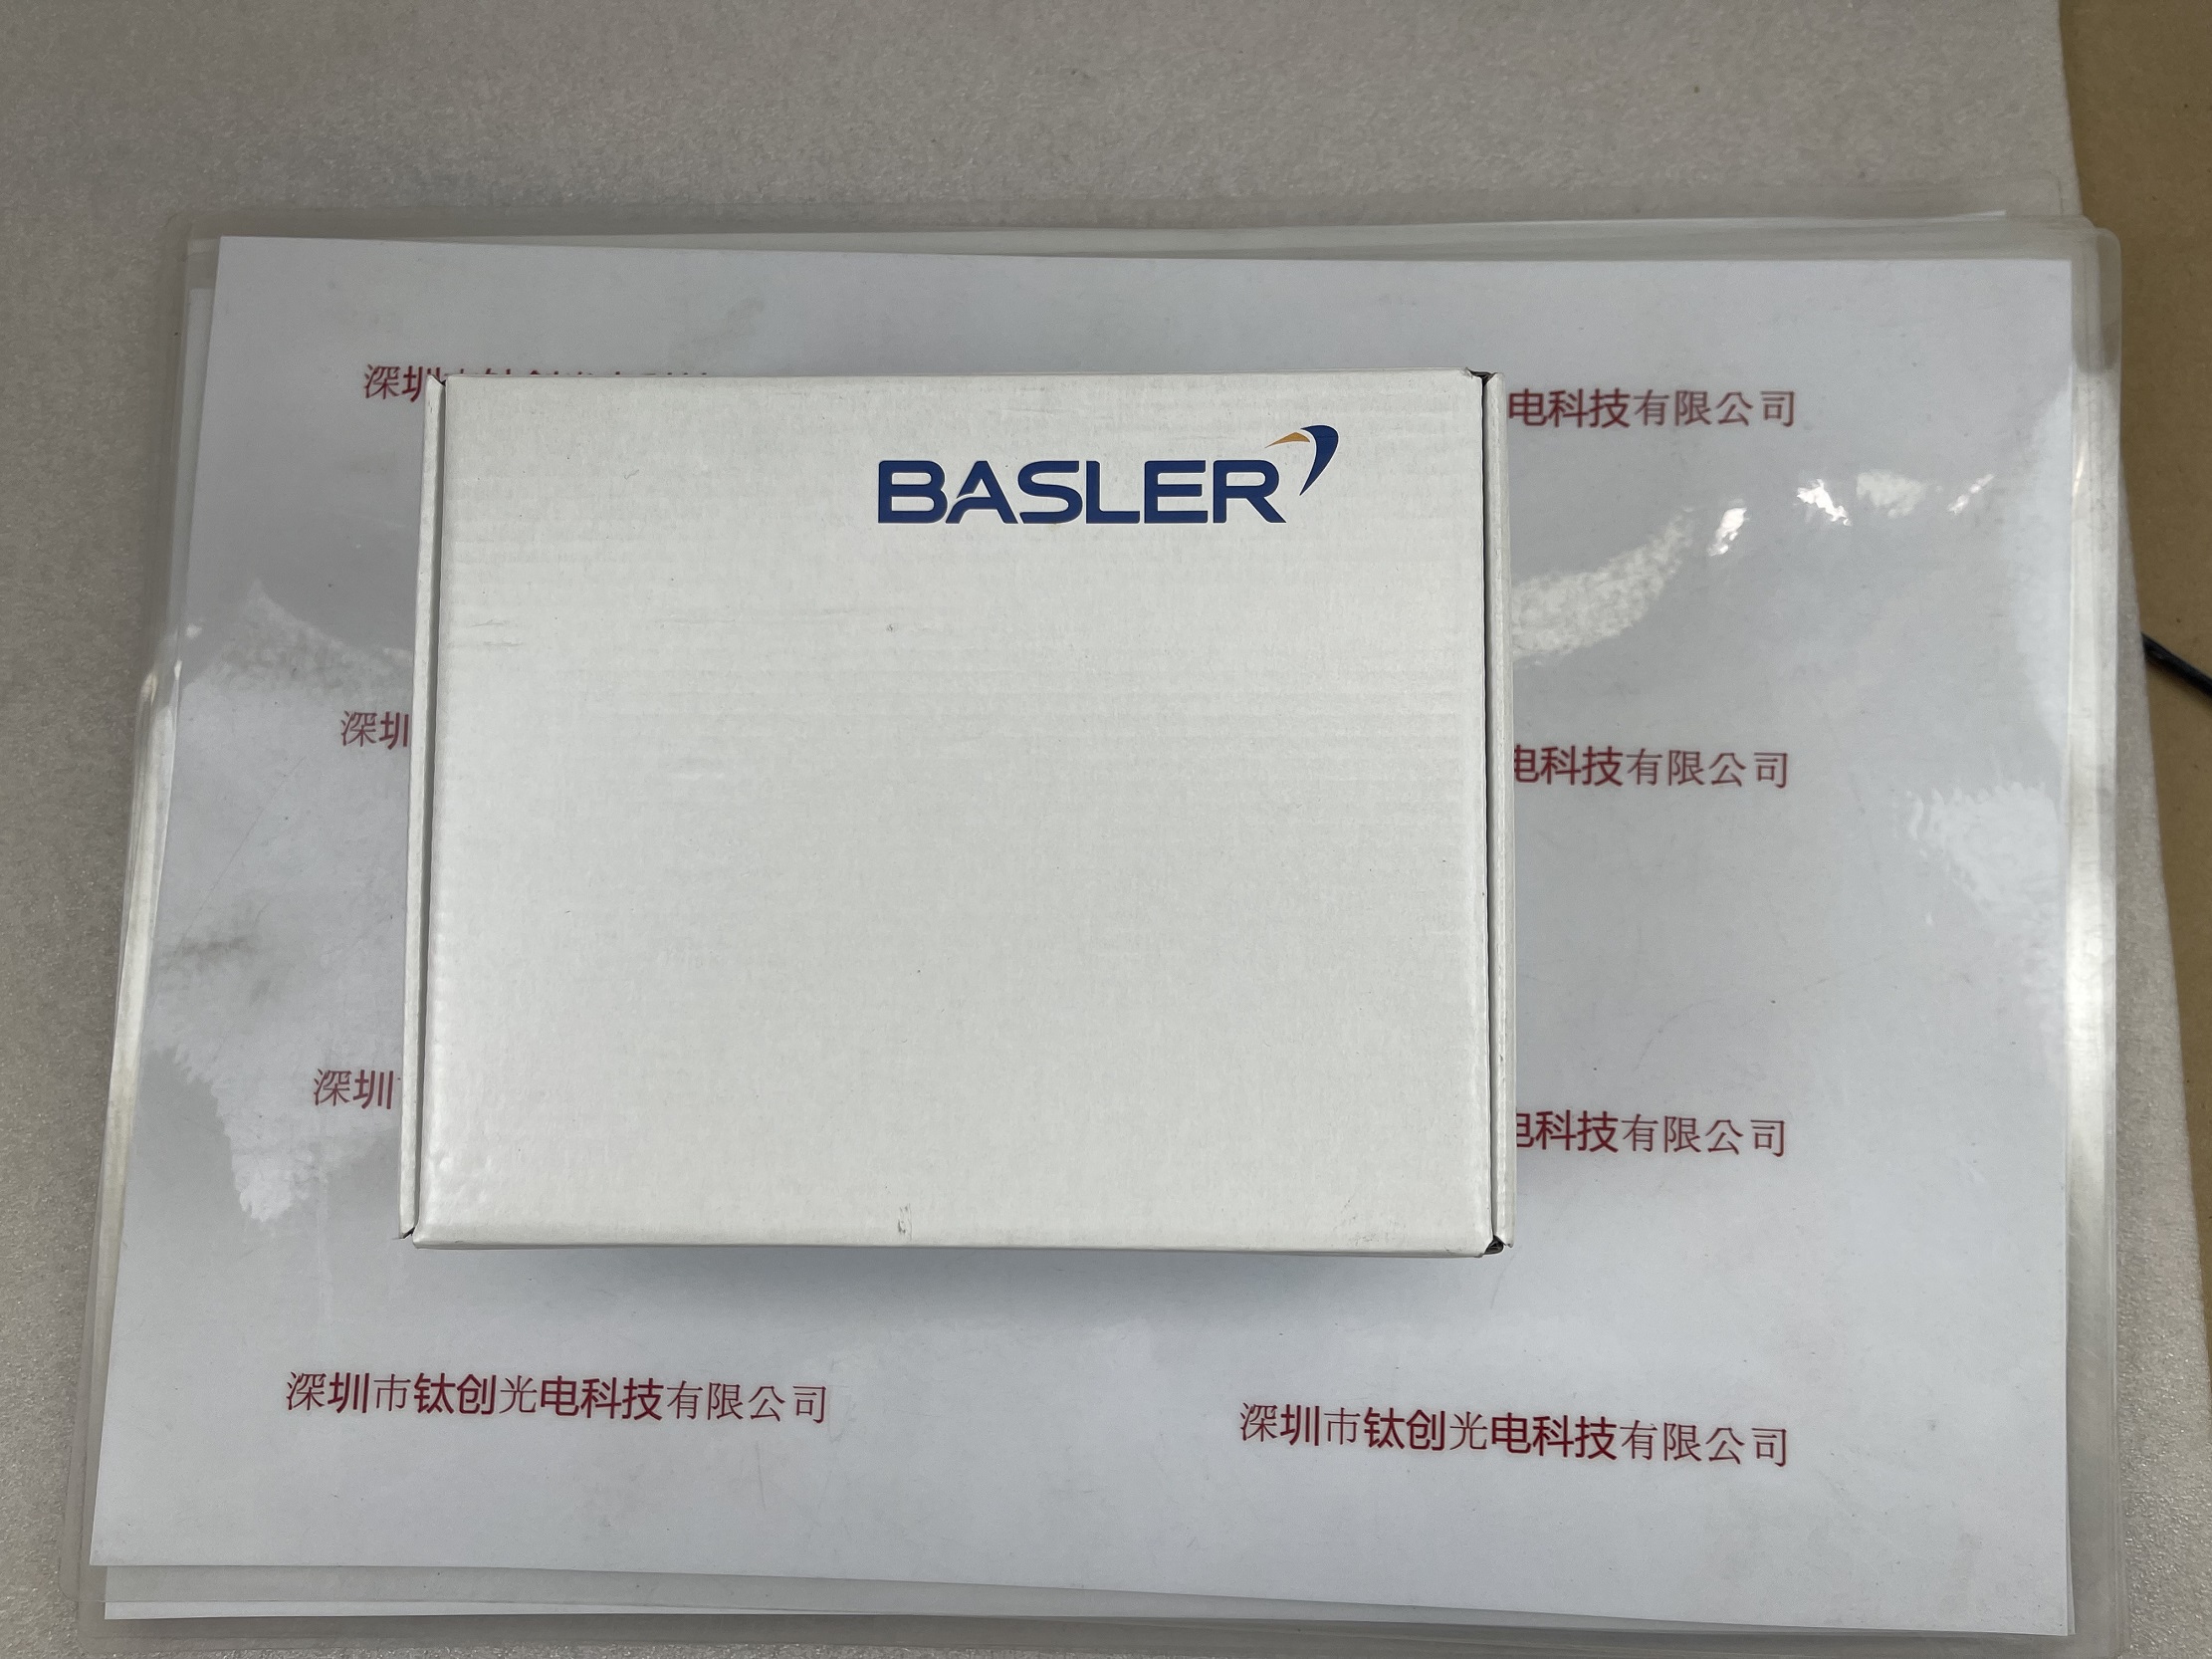 深圳
电科技有限公司
BASLER
深圳
电科技有限公司
深圳
电科技有限公司
深圳市钛创光电科技有限公司
深圳市钛创光电科技有限公司